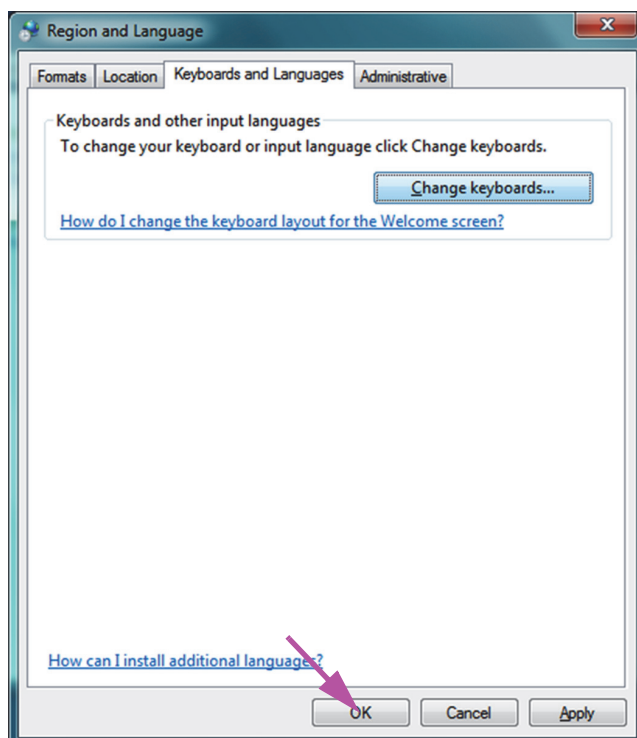 Region and Language
Formats Location Keyboards and Languages Administrative
Keyboards and other input languages
To change your keyboard or input language click Change keyboards.
Change keyboards...
How do I change the keyboard layout for the Welcome screen?
How can I install additional languages?
OK Cancel Apply